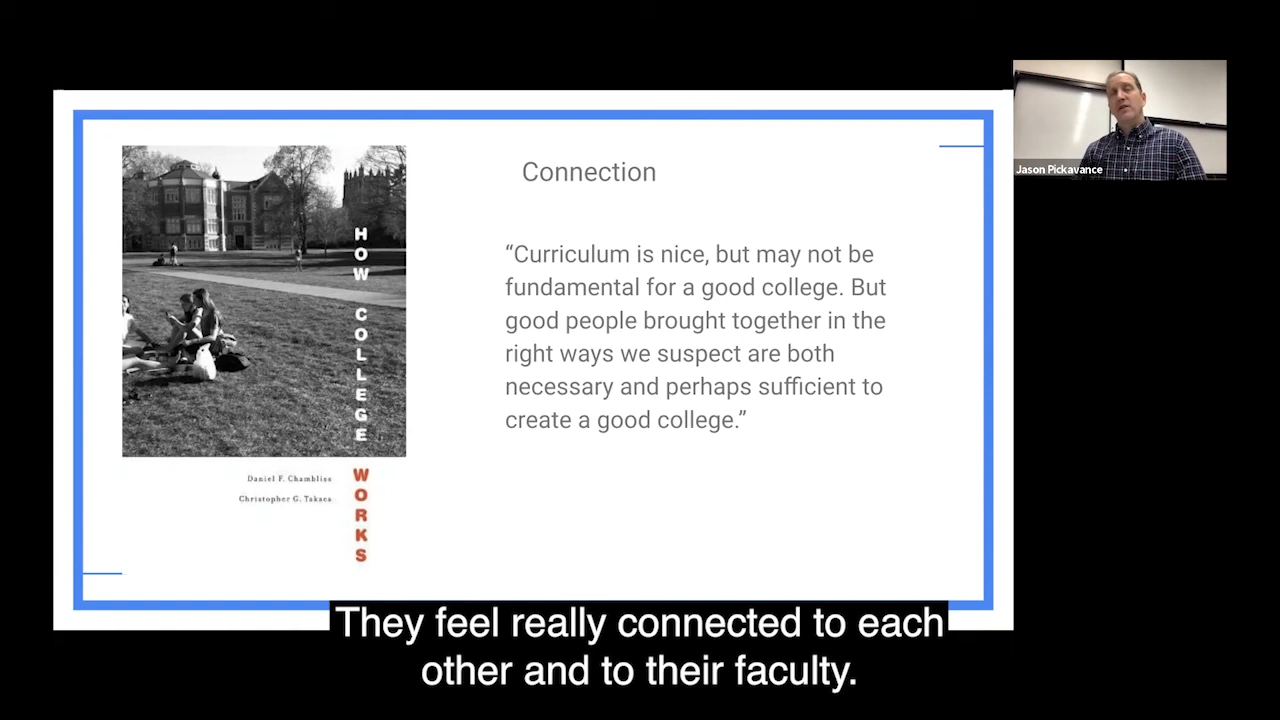 HOW COLLEGE WORKS
Daniel F. Chambliss
Christopher G. Takacs
Connection
“Curriculum is nice, but may not be
fundamental for a good college. But
good people brought together in the
right ways we suspect are both
necessary and perhaps sufficient to
create a good college.”
Jason Pickavance
They feel really connected to each
other and to their faculty.